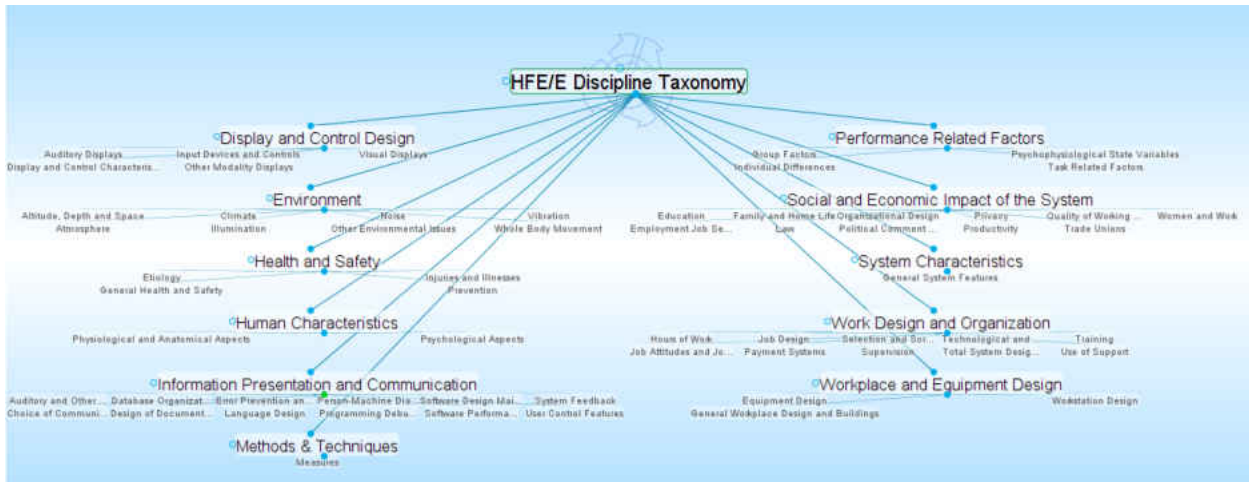 HFE/E Discipline Taxonomy
Display and Control Design
Auditory Displays Input Devices and Controls Visual Displays
Display and Control Characteris... Other Modality Displays
Environment
Altitude, Depth and Space Climate Noise Vibration
Atmosphere Illumination Other Environmental Issues Whole Body Movement
Health and Safety
Etiology Injuries and Illnesses
General Health and Safety Prevention
Human Characteristics
Physiological and Anatomical Aspects Psychological Aspects
Information Presentation and Communication
Auditory and Other... Database Organizat... Error Prevention an... Person-Machine Dia... Software Design Mai... System Feedback
Choice of Communi... Design of Document... Language Design Programming Debu... Software Performa... User Control Features
Methods & Techniques
Measures
Performance Related Factors
Group Factors Psychophysiological State Variables
Individual Differences Task Related Factors
Social and Economic Impact of the System
Education Family and Home Life Organisational Design Privacy Quality of Working ... Women and Work
Employment Job Se... Law Political Comment ... Productivity Trade Unions
System Characteristics
General System Features
Work Design and Organization
Hours of Work Job Design Selection and Scr... Technological and Training
Job Attitudes and Jo... Payment Systems Supervision Total System Desig... Use of Support
Workplace and Equipment Design
Equipment Design Workstation Design
General Workplace Design and Buildings